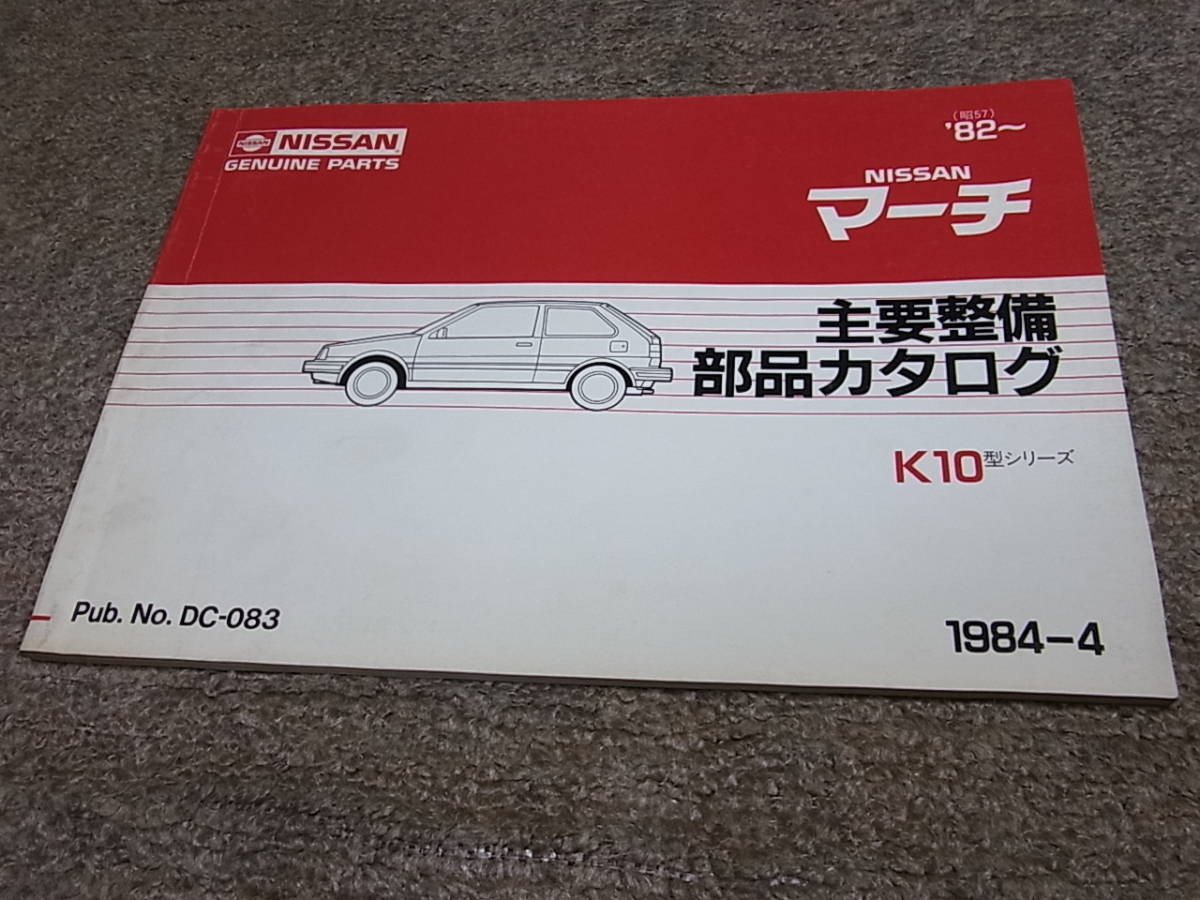 NISSAN
NISSAN
GENUINE PARTS
(昭57)
'82~
NISSAN
マーチ
主要整備
部品カタログ
K10型シリーズ
Pub. No. DC-083
1984-4